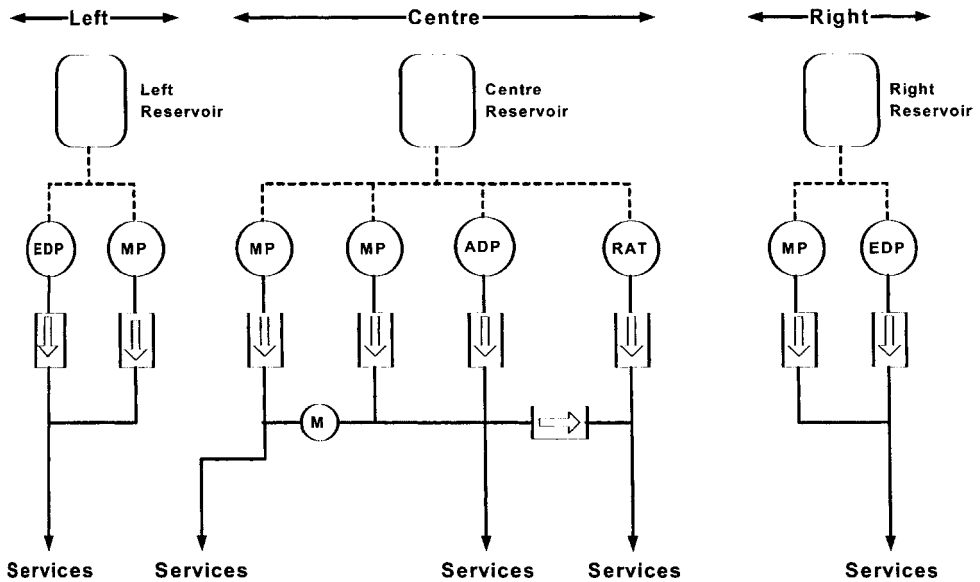 Left
Centre
Right
Left
Reservoir
Centre
Reservoir
Right
Reservoir
EDP
MP
MP
MP
ADP
RAT
MP
EDP
M
Services
Services
Services
Services
Services